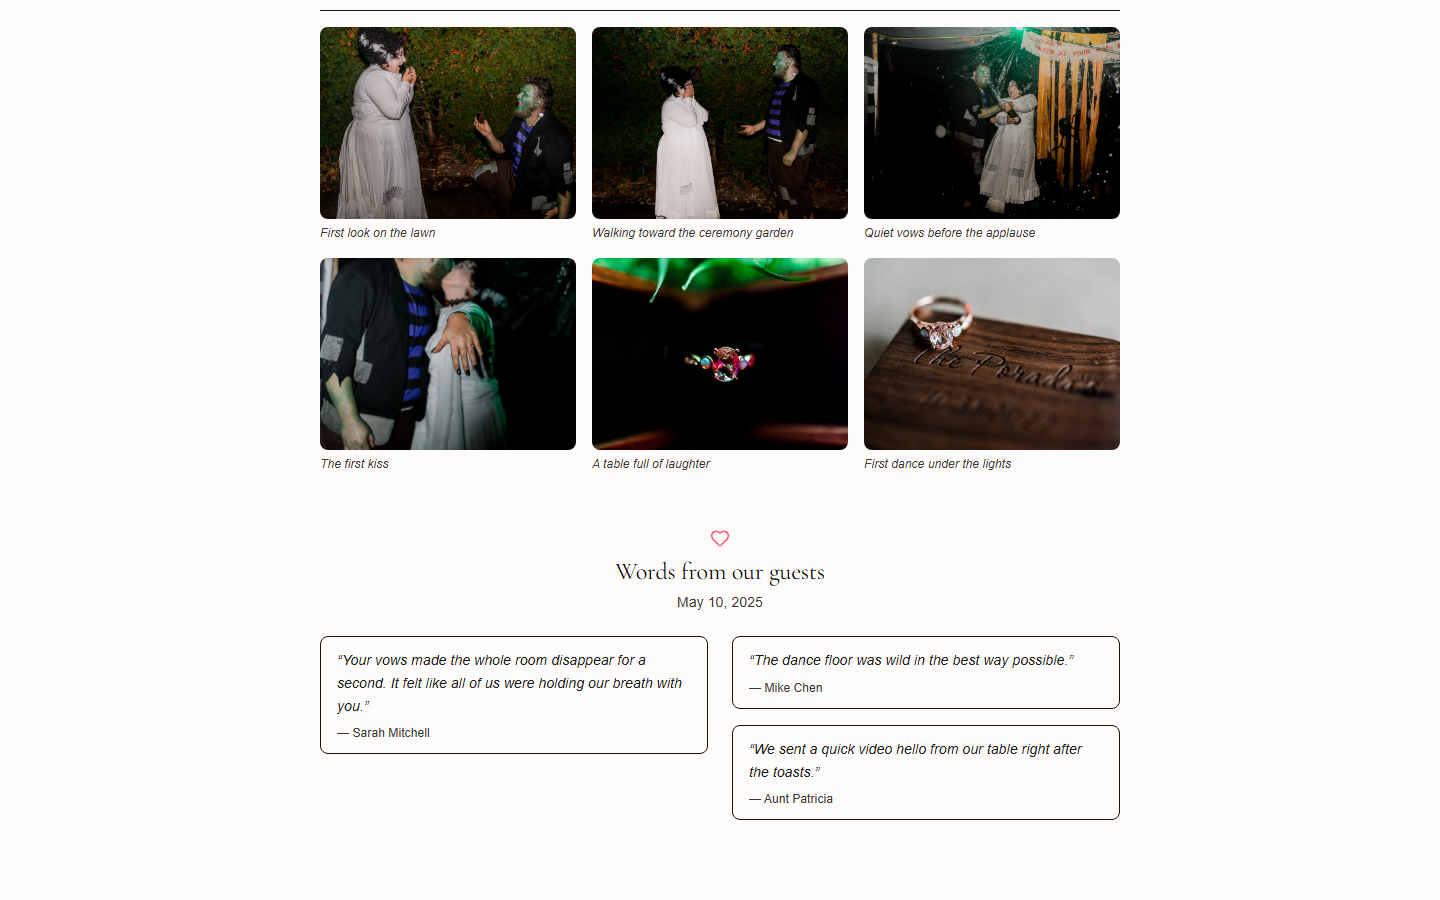 First look on the lawn
Walking toward the ceremony garden
Quiet vows before the applause
The first kiss
The Porada's
A table full of laughter
First dance under the lights
Words from our guests
May 10, 2025
“Your vows made the whole room disappear for a
second. It felt like all of us were holding our breath with
you.”
— Sarah Mitchell
“The dance floor was wild in the best way possible.”
— Mike Chen
“We sent a quick video hello from our table right after
the toasts.”
— Aunt Patricia